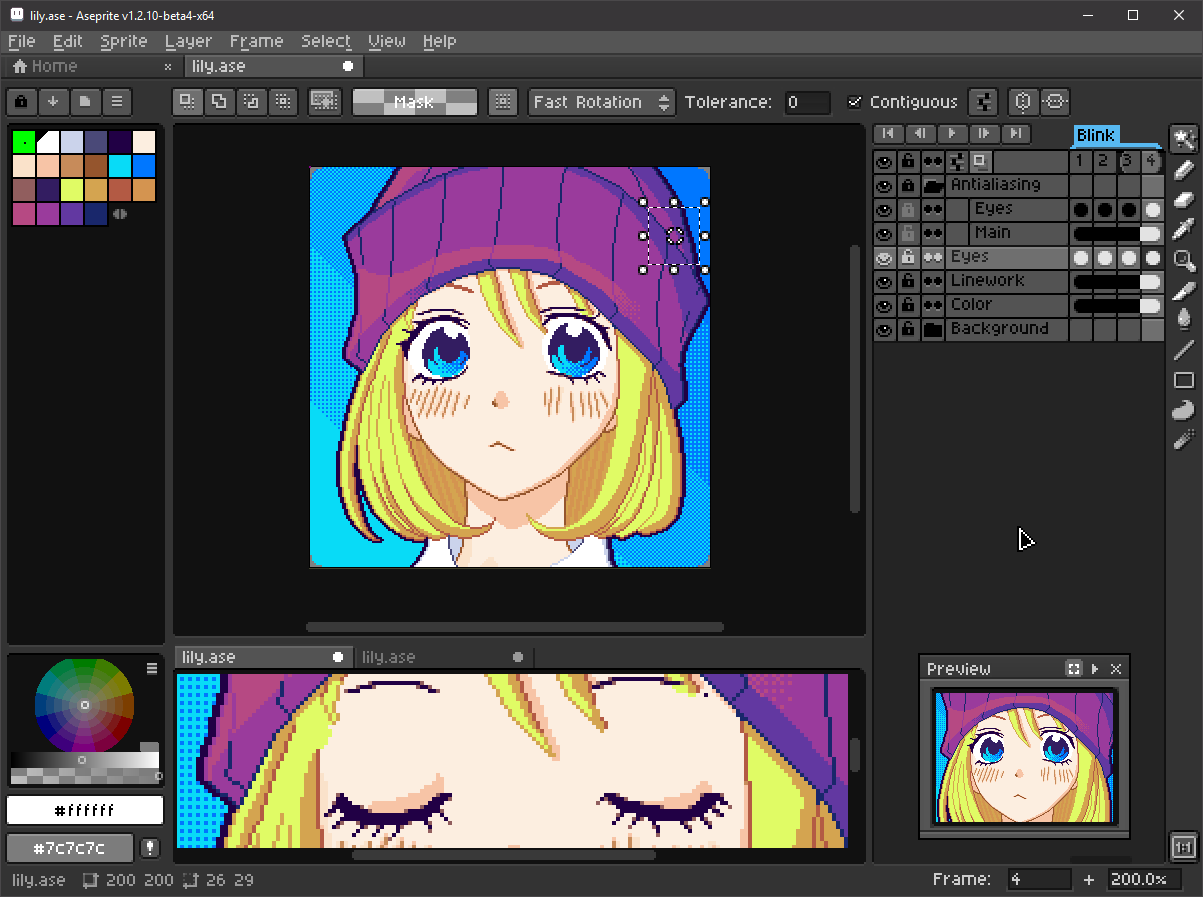 lily.ase - Aseprite v1.2.10-beta4-x64
File Edit Sprite Layer Frame Select View Help
Home lily.ase
Mask Fast Rotation Tolerance: 0 Contiguous
Blink
1 2 3 4
Antialiasing
Eyes
Main
Eyes
Linework
Color
Background
lily.ase lily.ase
Preview
#ffffff
#7c7c7c
1:1
lily.ase 200 200 26 29 Frame: 4 + 200.0%